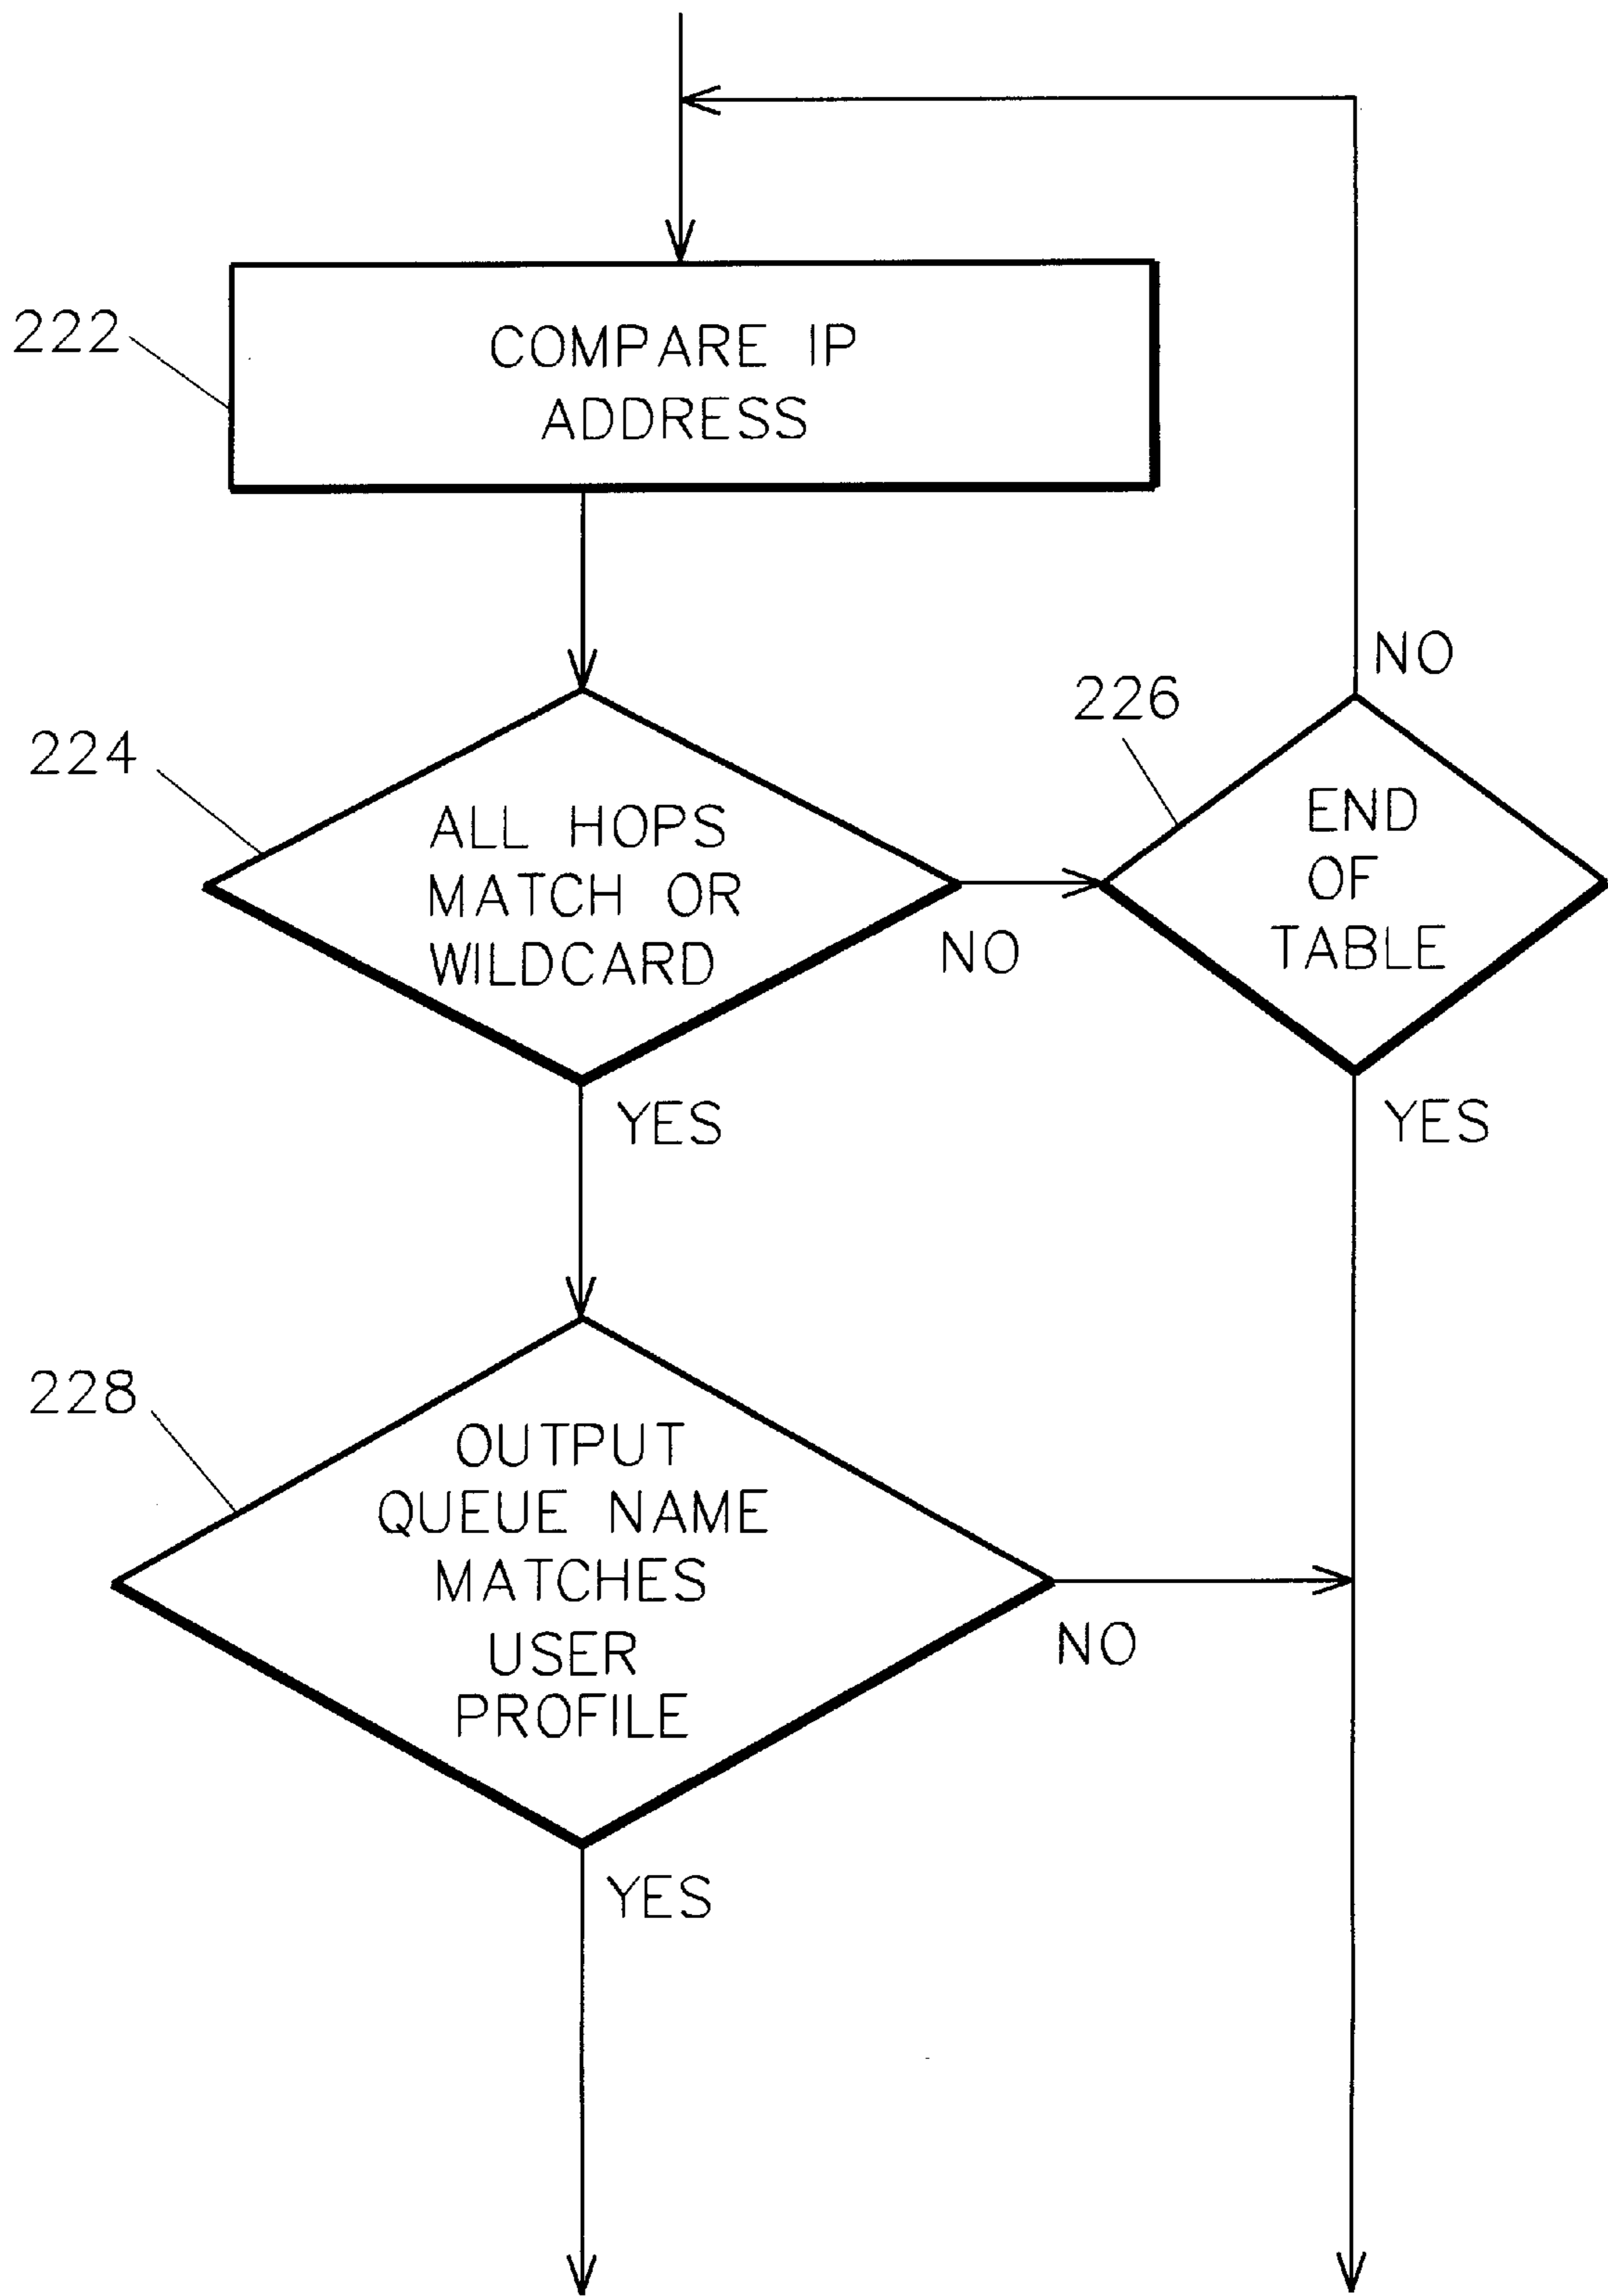 222
COMPARE IP
ADDRESS
NO
226
224
ALL HOPS
MATCH OR
WILDCARD
END
OF
TABLE
NO
YES
YES
228
OUTPUT
QUEUE NAME
MATCHES
USER
PROFILE
NO
YES